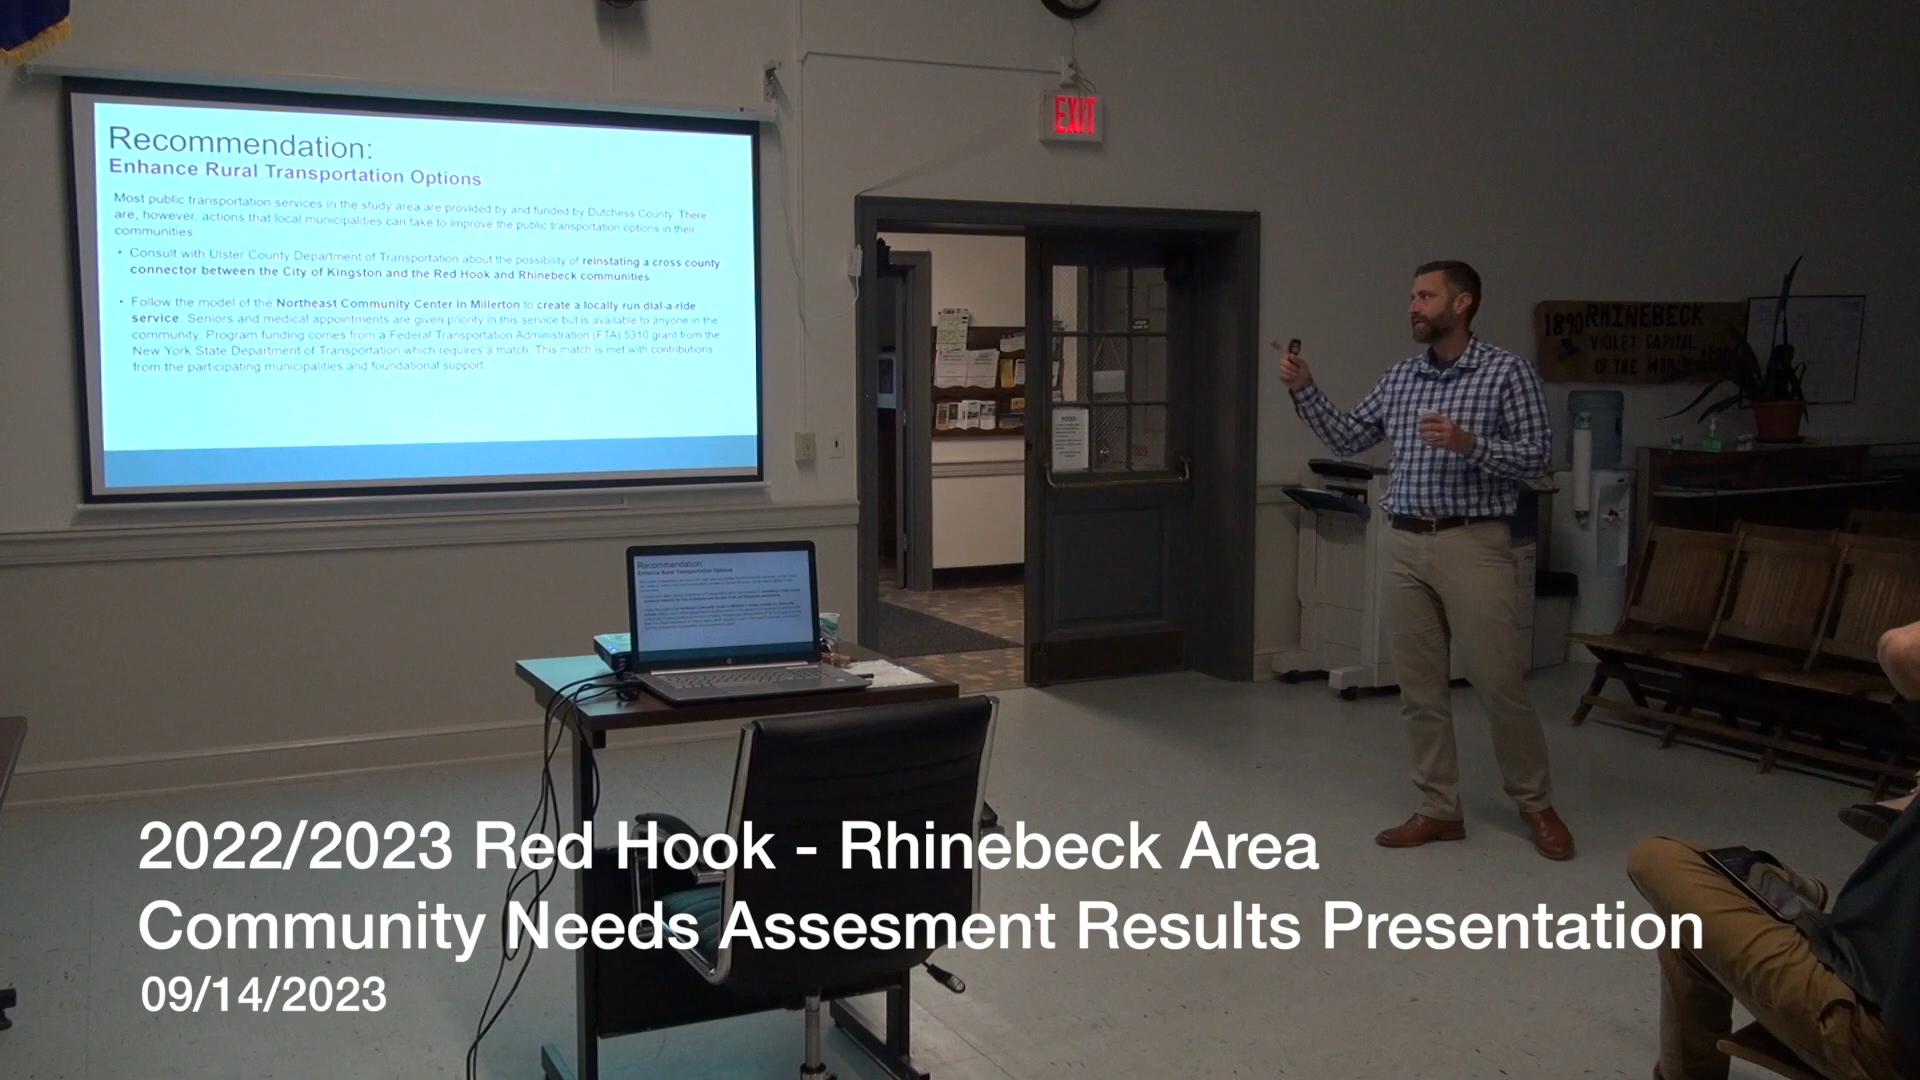 Recommendation:
Enhance Rural Transportation Options
Most public transportation services in the study area are provided by and funded by Dutchess County. There
are, however, actions that local municipalities can take to improve the public transportation options in their
communities
• Consult with Ulster County Department of Transportation about the possibility of reinstating a cross county
connector between the City of Kingston and the Red Hook and Rhinebeck communities
• Follow the model of the Northeast Community Center in Millerton to create a locally run dial-a-ride
service. Seniors and medical appointments are given priority in this service but is available to anyone in the
community. Program funding comes from a Federal Transportation Administration (FTA) 5310 grant from the
New York State Department of Transportation which requires a match. This match is met with contributions
from the participating municipalities and foundational support.
EXIT
1890 RHINEBECK
VIOLET CAPITAL
OF THE WORLD
Recommendation:
Enhance Rural Transportation Options
2022/2023 Red Hook - Rhinebeck Area
Community Needs Assesment Results Presentation
09/14/2023